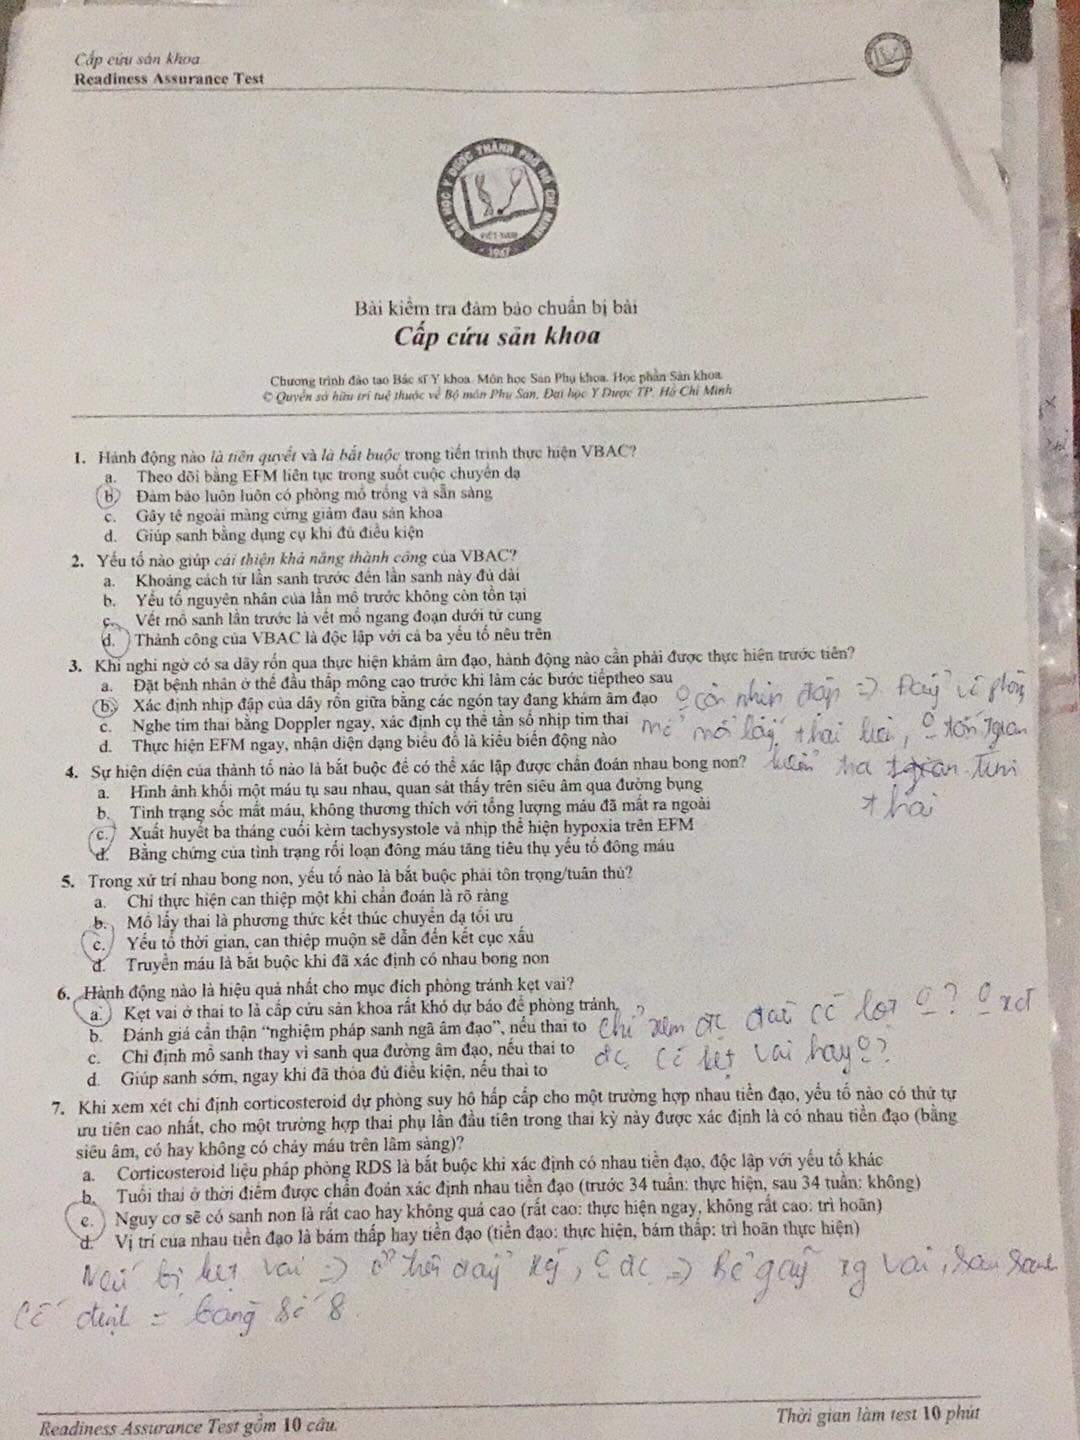 Cấp cứu sản khoa
Readiness Assurance Test
ĐẠI HỌC Y DƯỢC THÀNH PHỐ HỒ CHÍ MINH
VIỆT NAM
1947
Bài kiểm tra đảm bảo chuẩn bị bài
Cấp cứu sản khoa
Chương trình đào tạo Bác sĩ Y khoa. Môn học Sản Phụ khoa. Học phần Sản khoa
© Quyền sở hữu trí tuệ thuộc về Bộ môn Phụ Sản, Đại học Y Dược TP. Hồ Chí Minh
1. Hành động nào là tiên quyết và là bắt buộc trong tiến trình thực hiện VBAC?
a. Theo dõi bằng EFM liên tục trong suốt cuộc chuyển dạ
b. Đảm bảo luôn luôn có phòng mổ trống và sẵn sàng
c. Gây tê ngoài màng cứng giảm đau sản khoa
d. Giúp sanh bằng dụng cụ khi đủ điều kiện
2. Yếu tố nào giúp cải thiện khả năng thành công của VBAC?
a. Khoảng cách từ lần sanh trước đến lần sanh này đủ dài
b. Yếu tố nguyên nhân của lần mổ trước không còn tồn tại
c. Vết mổ sanh lần trước là vết mổ ngang đoạn dưới tử cung
d. Thành công của VBAC là độc lập với cả ba yếu tố nêu trên
3. Khi nghi ngờ có sa dây rốn qua thực hiện khám âm đạo, hành động nào cần phải được thực hiện trước tiên?
a. Đặt bệnh nhân ở thế đầu thấp mông cao trước khi làm các bước tiếptheo sau
b. Xác định nhịp đập của dây rốn giữa bằng các ngón tay đang khám âm đạo
c. Nghe tim thai bằng Doppler ngay, xác định cụ thể tần số nhịp tim thai
d. Thực hiện EFM ngay, nhận diện dạng biểu đồ là kiểu biến động nào
còn nhịp đập => Đẩy về phòng
mổ mổ lấy thai liền, tốn tgian
kiểm tra tgian tim
thai
4. Sự hiện diện của thành tố nào là bắt buộc để có thể xác lập được chẩn đoán nhau bong non?
a. Hình ảnh khối một máu tụ sau nhau, quan sát thấy trên siêu âm qua đường bụng
b. Tình trạng sốc mất máu, không thương thích với tổng lượng máu đã mất ra ngoài
c. Xuất huyết ba tháng cuối kèm tachysystole và nhịp thể hiện hypoxia trên EFM
d. Bằng chứng của tình trạng rối loạn đông máu tăng tiêu thụ yếu tố đông máu
5. Trong xử trí nhau bong non, yếu tố nào là bắt buộc phải tôn trọng/tuân thủ?
a. Chỉ thực hiện can thiệp một khi chẩn đoán là rõ ràng
b. Mổ lấy thai là phương thức kết thúc chuyển dạ tối ưu
c. Yếu tố thời gian, can thiệp muộn sẽ dẫn đến kết cục xấu
d. Truyền máu là bắt buộc khi đã xác định có nhau bong non
6. Hành động nào là hiệu quả nhất cho mục đích phòng tránh kẹt vai?
a. Kẹt vai ở thai to là cấp cứu sản khoa rất khó dự báo để phòng tránh
b. Đánh giá cẩn thận “nghiệm pháp sanh ngã âm đạo”, nếu thai to
c. Chỉ định mổ sanh thay vì sanh qua đường âm đạo, nếu thai to
d. Giúp sanh sớm, ngay khi đã thỏa đủ điều kiện, nếu thai to
Chỉ xem đc đầu có lọt ? xđ
đc có kẹt vai hay ?
7. Khi xem xét chỉ định corticosteroid dự phòng suy hô hấp cấp cho một trường hợp nhau tiền đạo, yếu tố nào có thứ tự
ưu tiên cao nhất, cho một trường hợp thai phụ lần đầu tiên trong thai kỳ này được xác định là có nhau tiền đạo (bằng
siêu âm, có hay không có chảy máu trên lâm sàng)?
a. Corticosteroid liệu pháp phòng RDS là bắt buộc khi xác định có nhau tiền đạo, độc lập với yếu tố khác
b. Tuổi thai ở thời điểm được chẩn đoán xác định nhau tiền đạo (trước 34 tuần: thực hiện, sau 34 tuần: không)
c. Nguy cơ sẽ có sanh non là rất cao hay không quá cao (rất cao: thực hiện ngay, không rất cao: trì hoãn)
d. Vị trí của nhau tiền đạo là bám thấp hay tiền đạo (tiền đạo: thực hiện, bám thấp: trì hoãn thực hiện)
Nếu bị kẹt vai => đẩy đc => Bẻ gãy xg vai, sau sanh
cố định = băng số 8
Readiness Assurance Test gồm 10 câu.
Thời gian làm test 10 phút